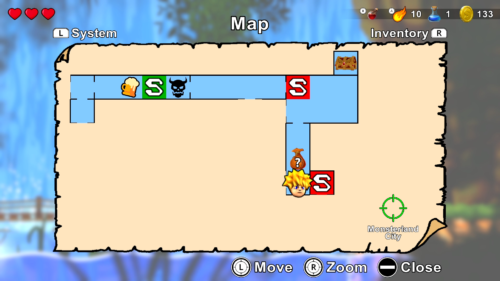 10 1 133
Map
L System
Inventory R
S S
? S
Monsterland
City
L Move R Zoom Close